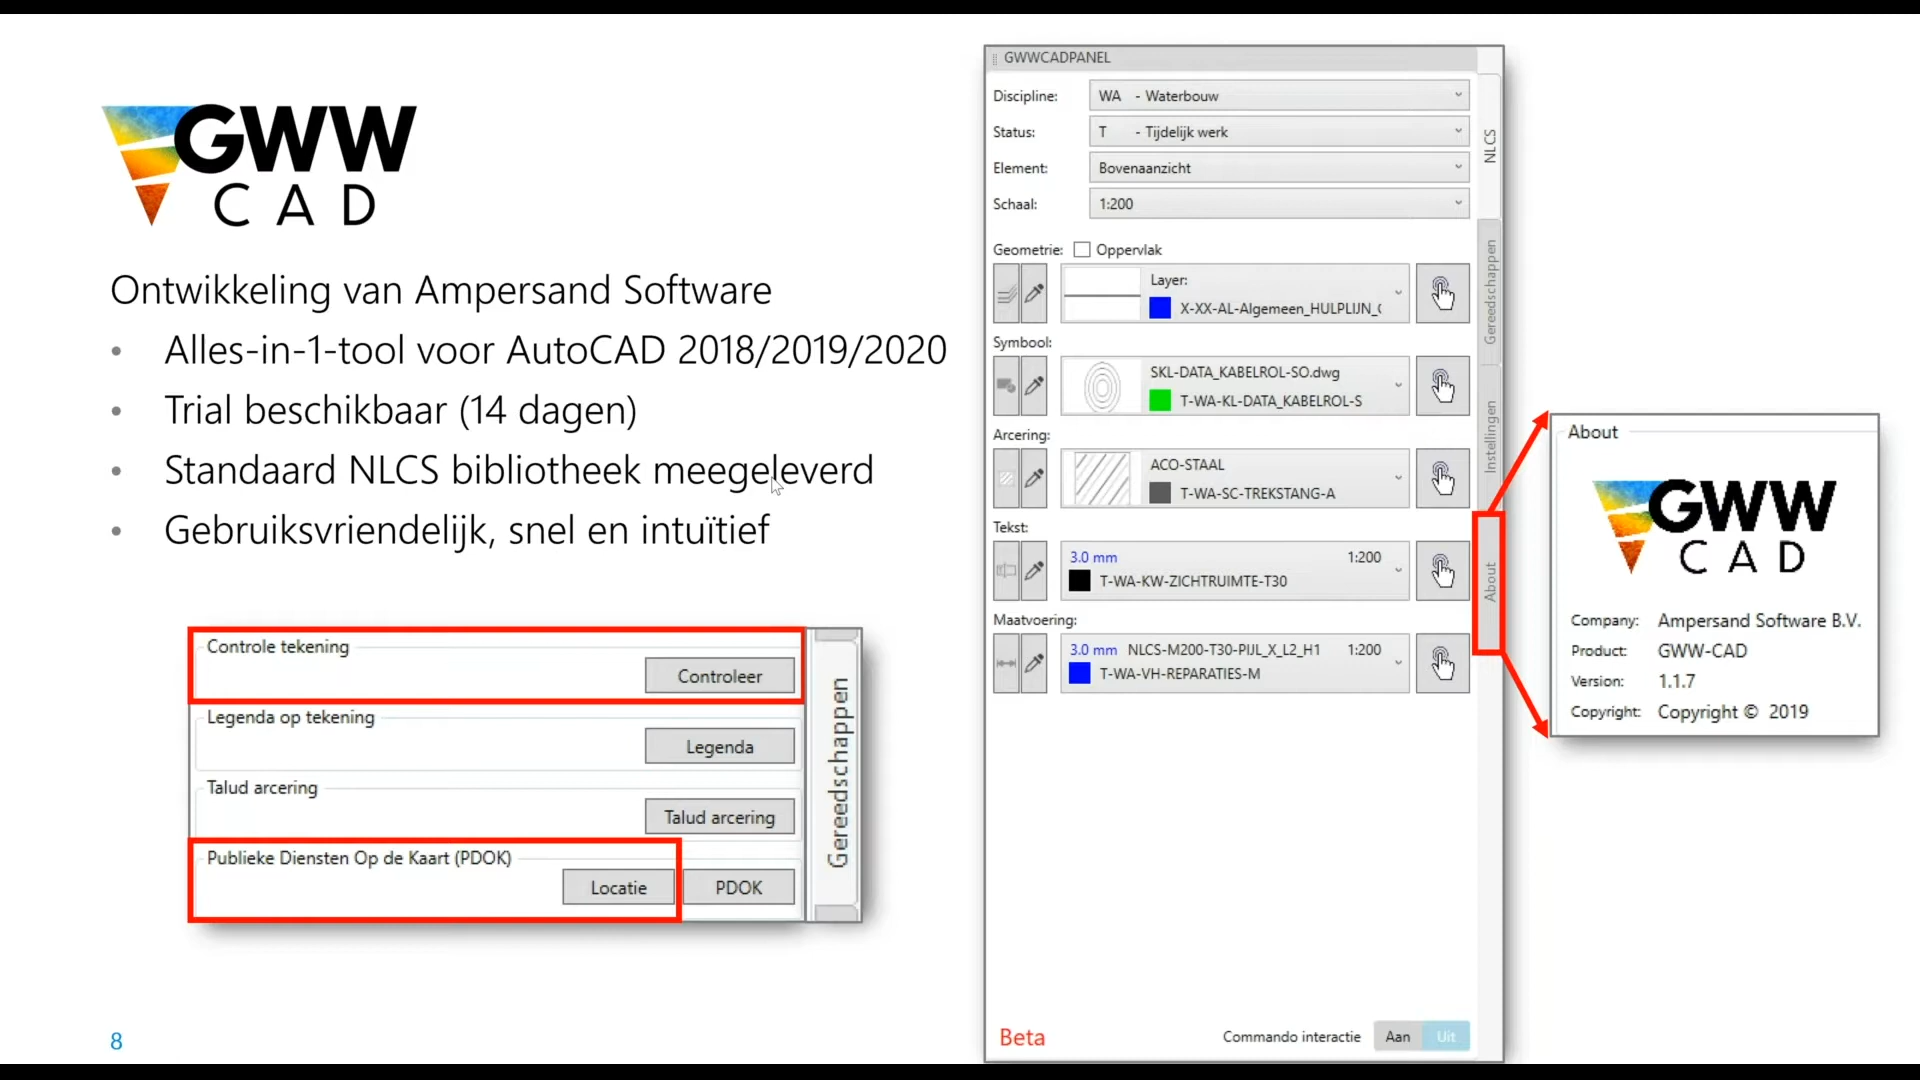 GWW
CAD
Ontwikkeling van Ampersand Software
• Alles-in-1-tool voor AutoCAD 2018/2019/2020
• Trial beschikbaar (14 dagen)
• Standaard NLCS bibliotheek meegeleverd
• Gebruiksvriendelijk, snel en intuïtief
Controle tekening
Controleer
Legenda op tekening
Legenda
Talud arcering
Talud arcering
Publieke Diensten Op de Kaart (PDOK)
Locatie PDOK
Gereedschappen
8
GWWCADPANEL
Discipline: WA - Waterbouw
Status: T - Tijdelijk werk
Element: Bovenaanzicht
Schaal: 1:200
Geometrie: Oppervlak
Layer:
X-XX-AL-Algemeen_HULPLIJN_
Symbool:
SKL-DATA_KABELROL-SO.dwg
T-WA-KL-DATA_KABELROL-S
Arcering:
ACO-STAAL
T-WA-SC-TREKSTANG-A
Tekst:
3.0 mm 1:200
T-WA-KW-ZICHTRUIMTE-T30
Maatvoering:
3.0 mm NLCS-M200-T30-PIJL_X_L2_H1 1:200
T-WA-VH-REPARATIES-M
Beta Commando interactie Aan Uit
NLCS
Gereedschappen
Instellingen
About
About
GWW
CAD
Company: Ampersand Software B.V.
Product: GWW-CAD
Version: 1.1.7
Copyright: Copyright © 2019